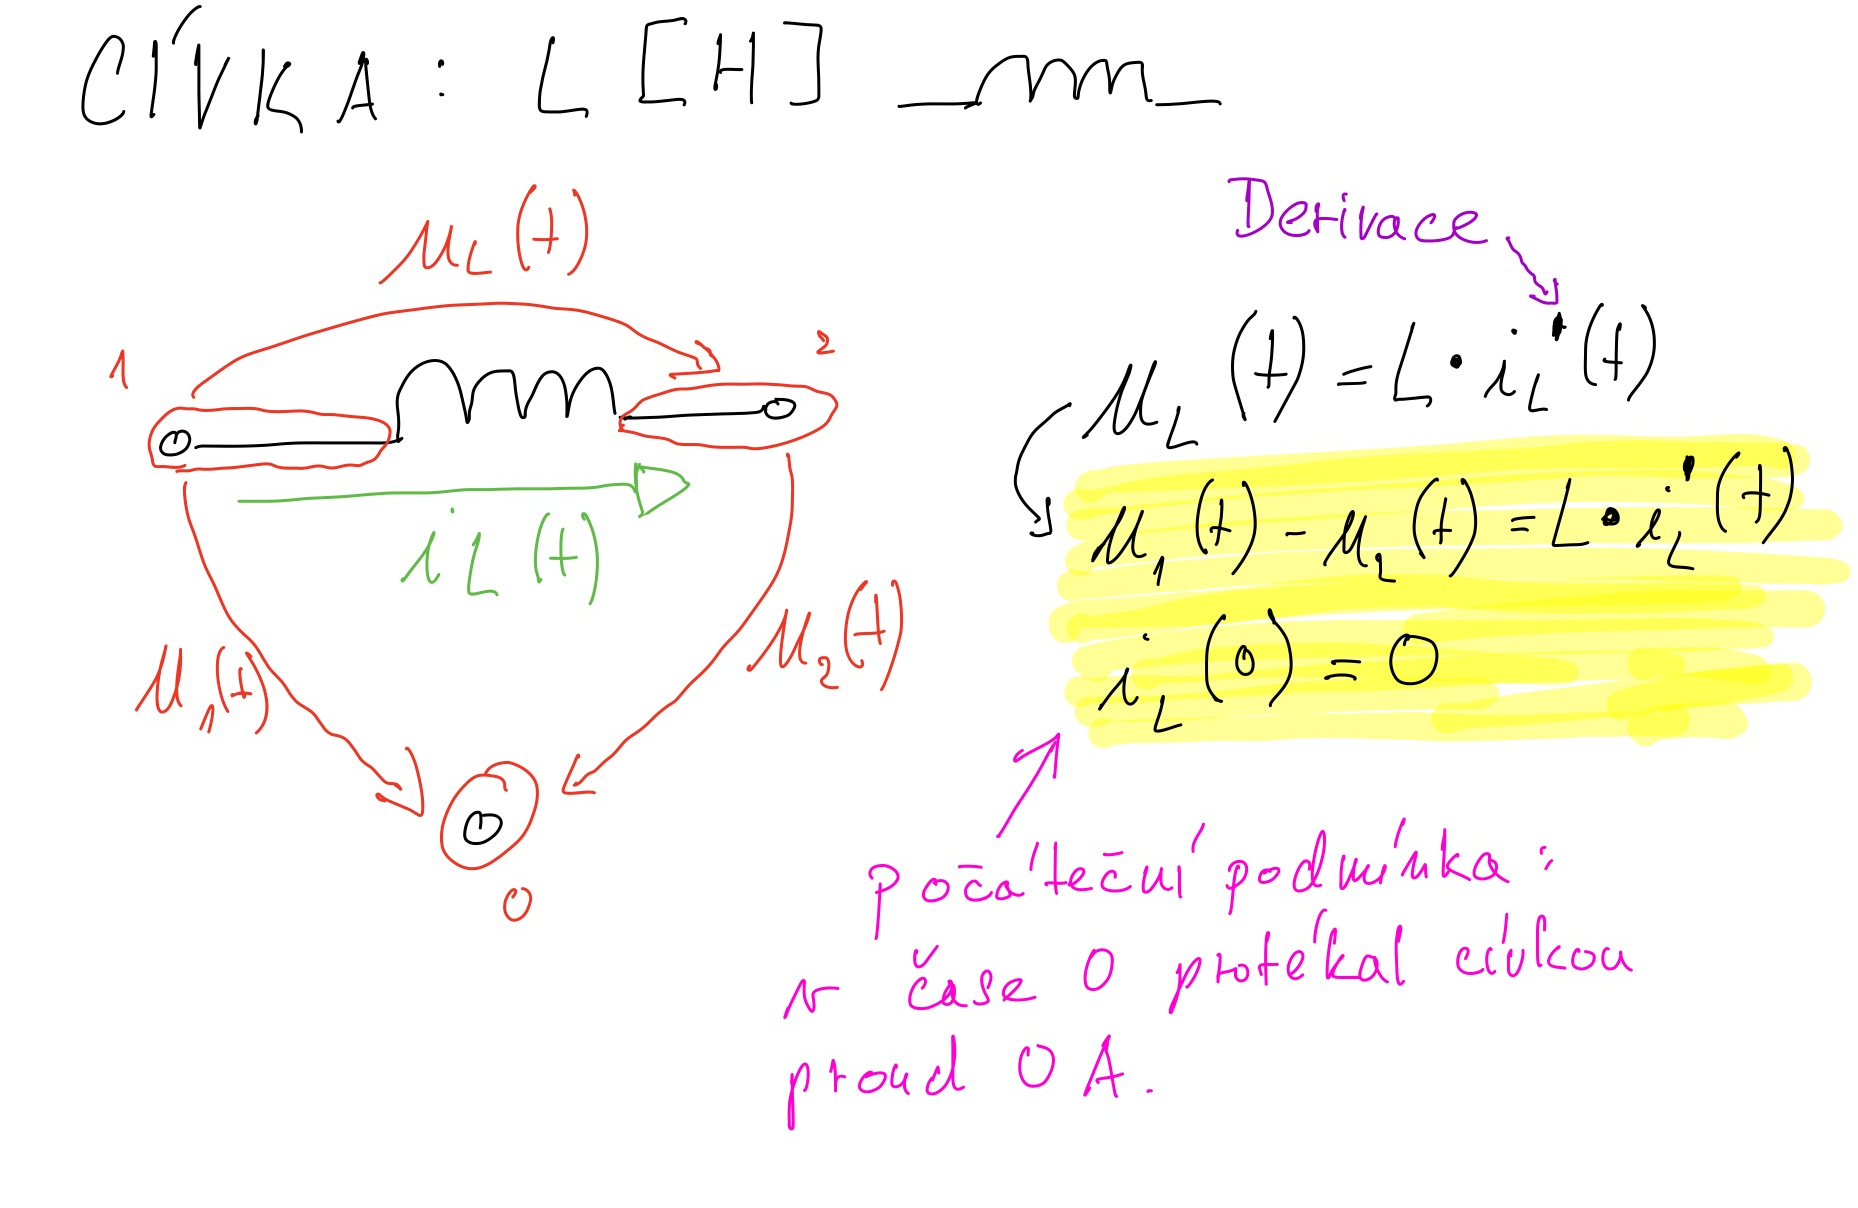 CÍVKA: L [H]
u_L(t)
Derivace
1
2
u_L(t) = L · i_L'(t)
u_1(t) - u_2(t) = L · i_L'(t)
i_L(t)
u_1(t)
u_2(t)
i_L(0) = 0
0
Počáteční podmínka:
v čase 0 protékal cívkou
proud 0 A.